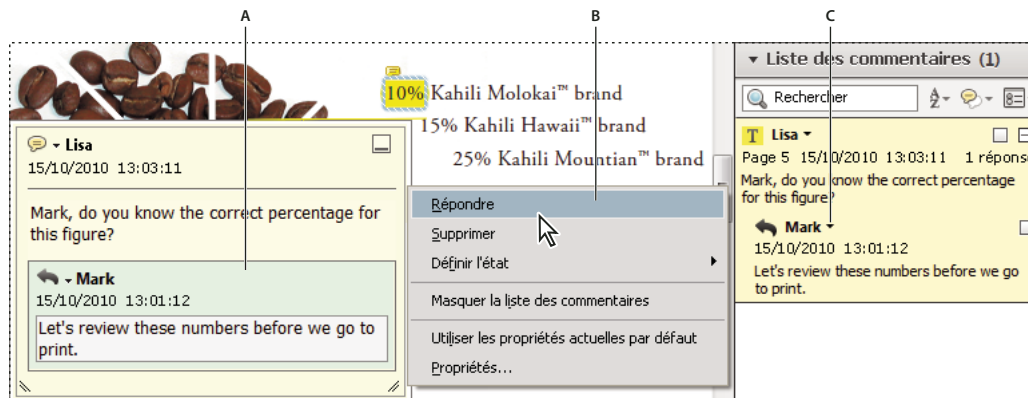 A B C
10% Kahili Molokai™ brand
15% Kahili Hawaii™ brand
25% Kahili Mountian™ brand
Lisa
15/10/2010 13:03:11
Mark, do you know the correct percentage for
this figure?
Mark
15/10/2010 13:01:12
Let's review these numbers before we go to
print.
Répondre
Supprimer
Définir l'état
Masquer la liste des commentaires
Utiliser les propriétés actuelles par défaut
Propriétés...
Liste des commentaires (1)
Rechercher
T Lisa
Page 5 15/10/2010 13:03:11 1 répons
Mark, do you know the correct percentage
for this figure?
Mark
15/10/2010 13:01:12
Let's review these numbers before we go
to print.